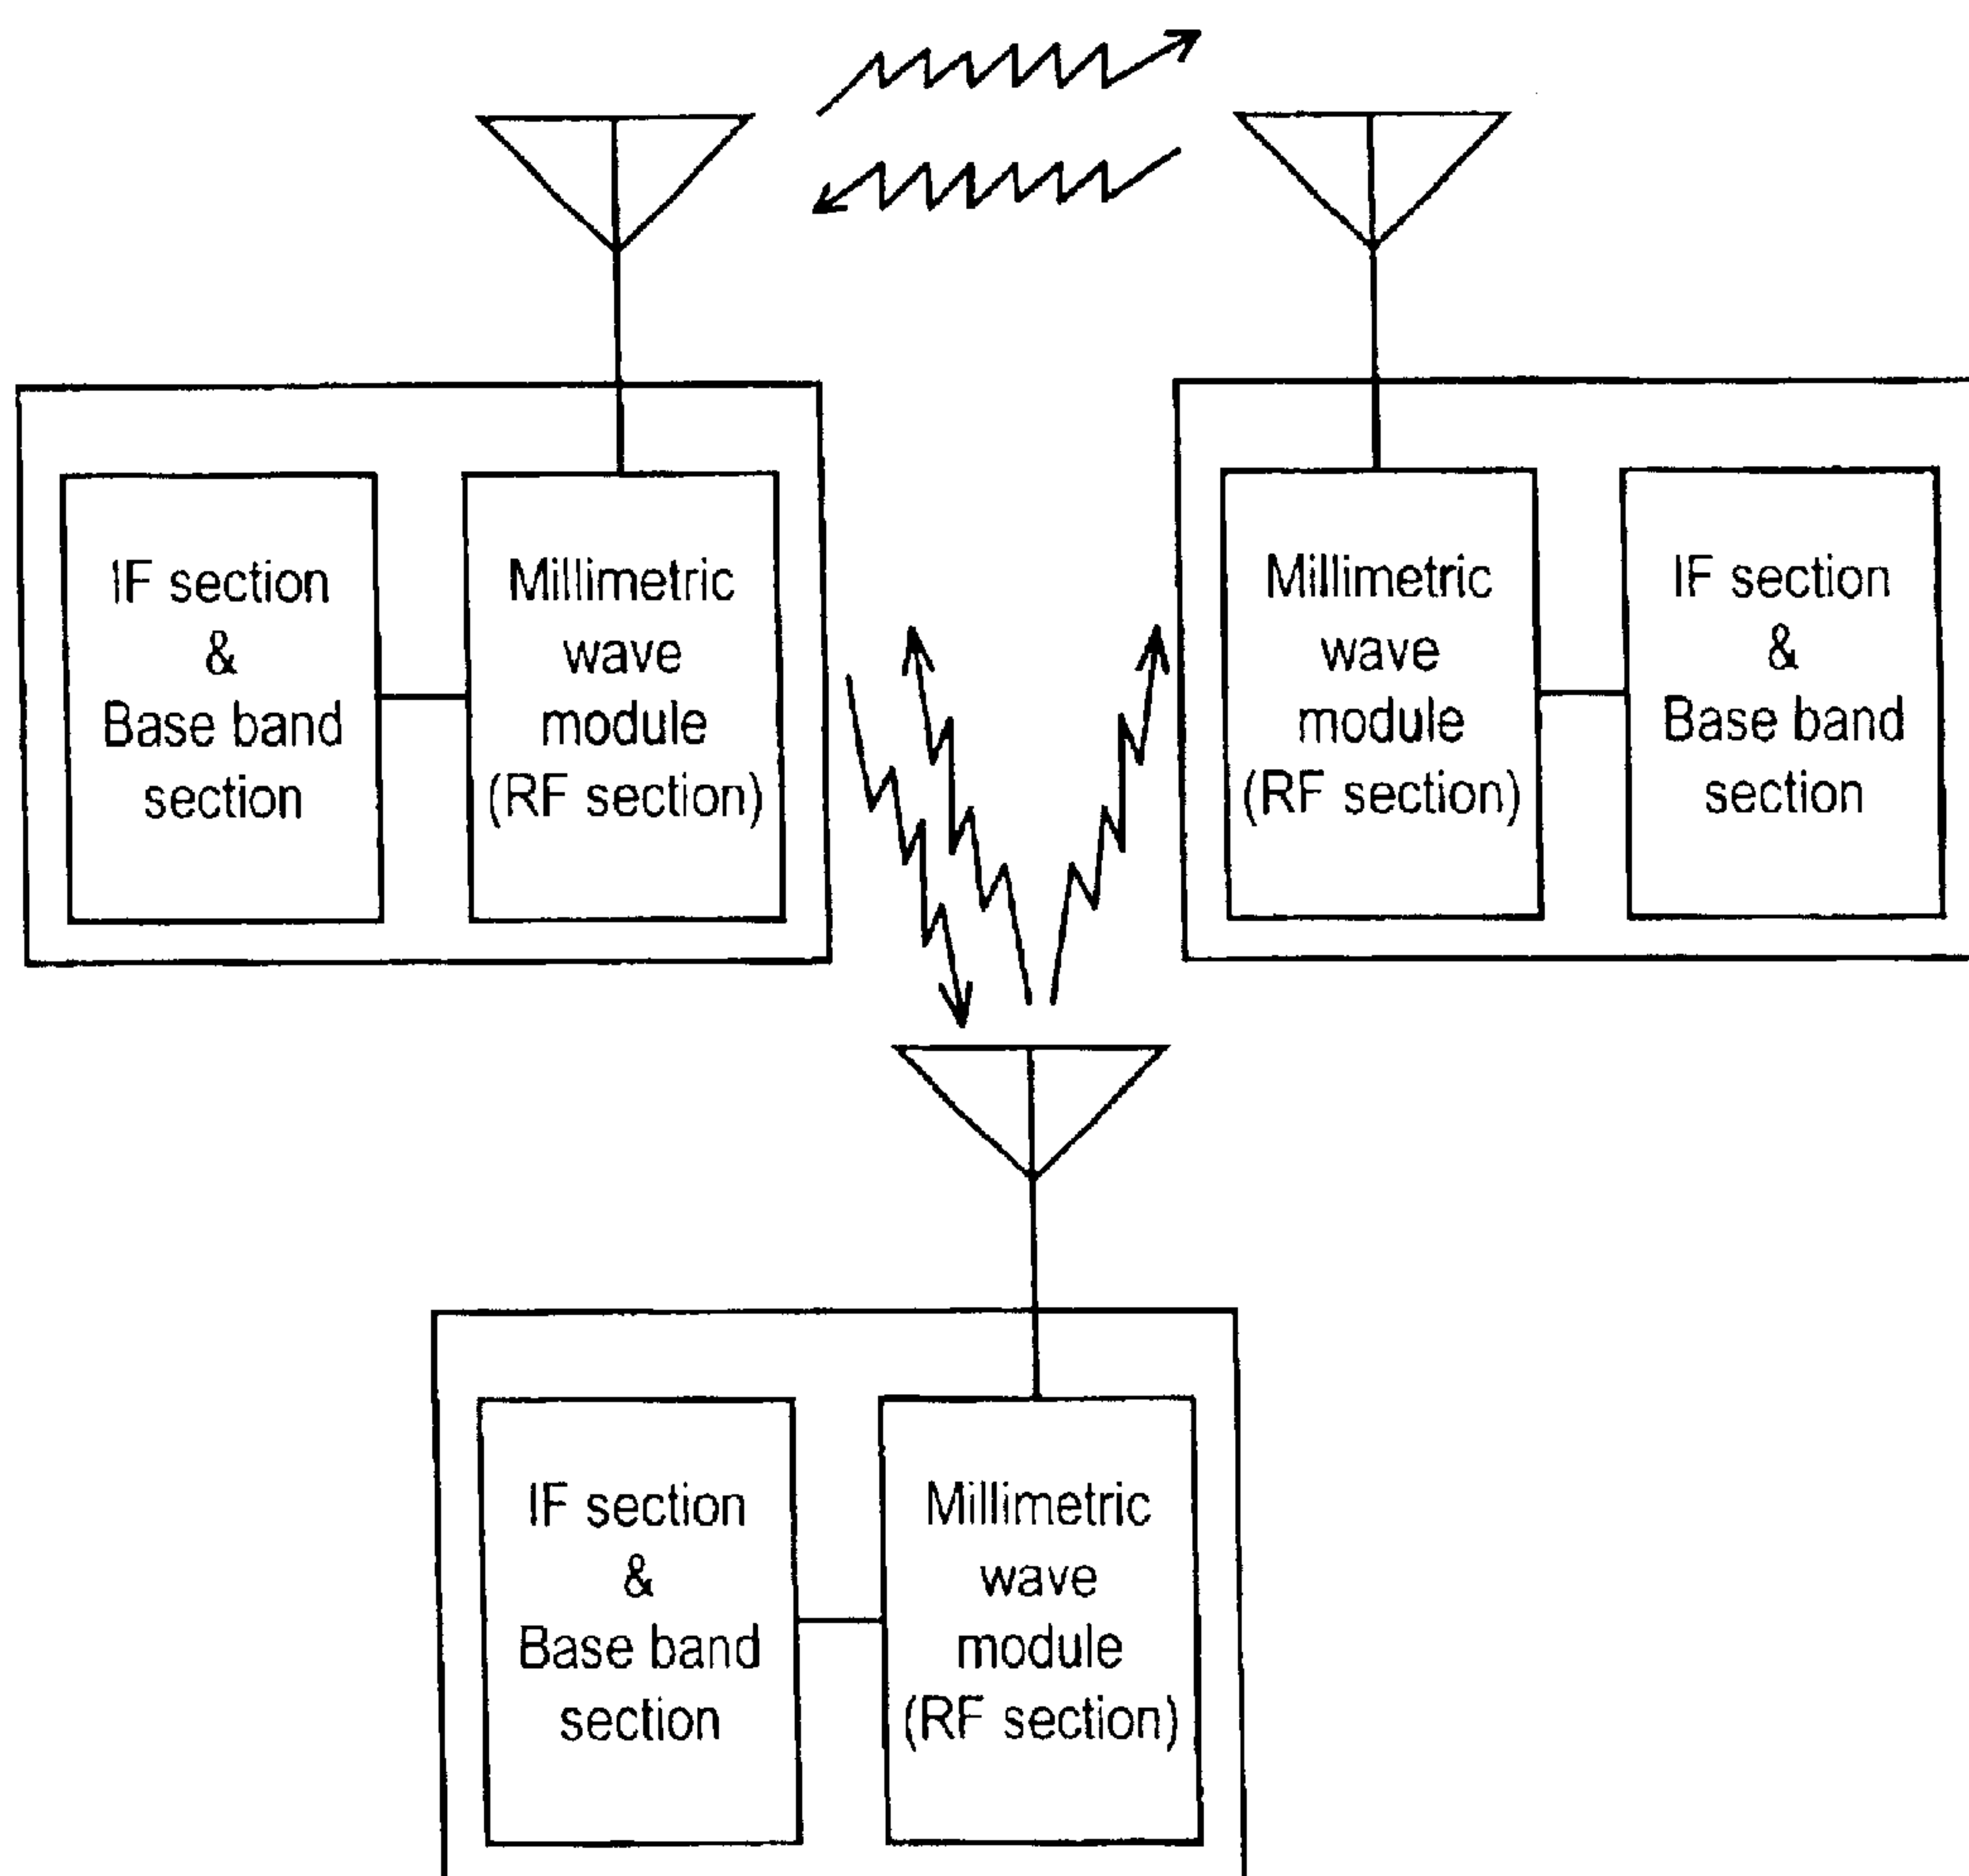 IF section
&
Base band
section
Millimetric
wave
module
(RF section)
Millimetric
wave
module
(RF section)
IF section
&
Base band
section
IF section
&
Base band
section
Millimetric
wave
module
(RF section)